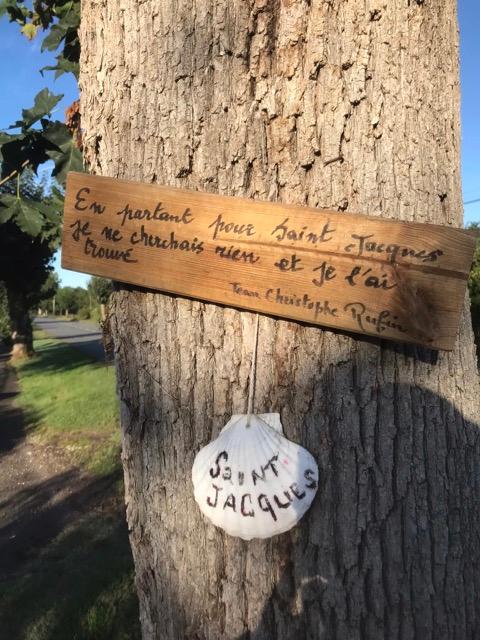 En partant pour Saint Jacques
je ne cherchais rien et je l'ai
trouvé
Jean Christophe Rufin
Saint
JACQUES